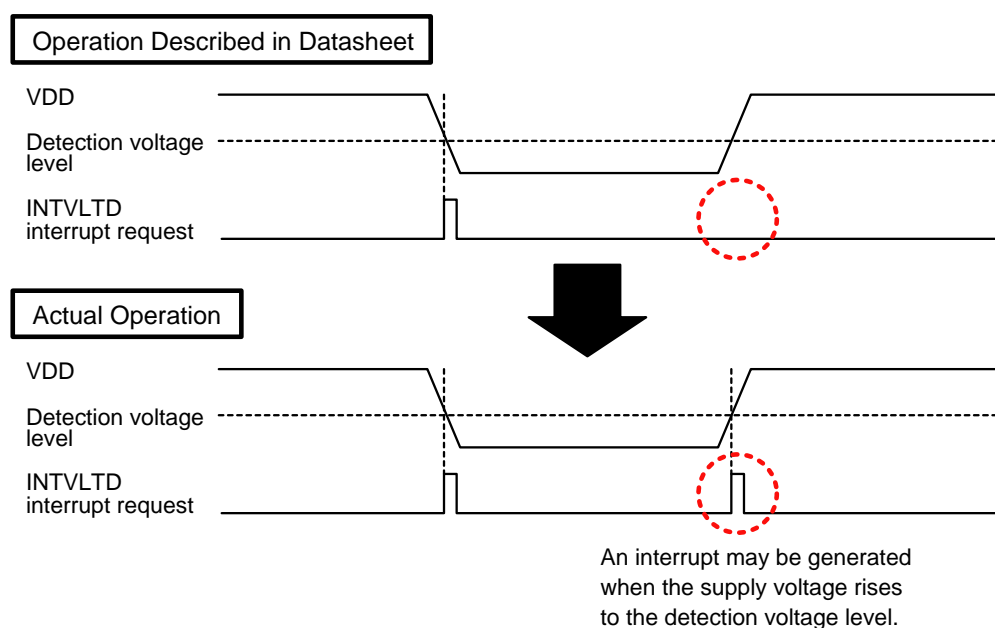 Operation Described in Datasheet
VDD
Detection voltage
level
INTVLTD
interrupt request
Actual Operation
VDD
Detection voltage
level
INTVLTD
interrupt request
An interrupt may be generated
when the supply voltage rises
to the detection voltage level.